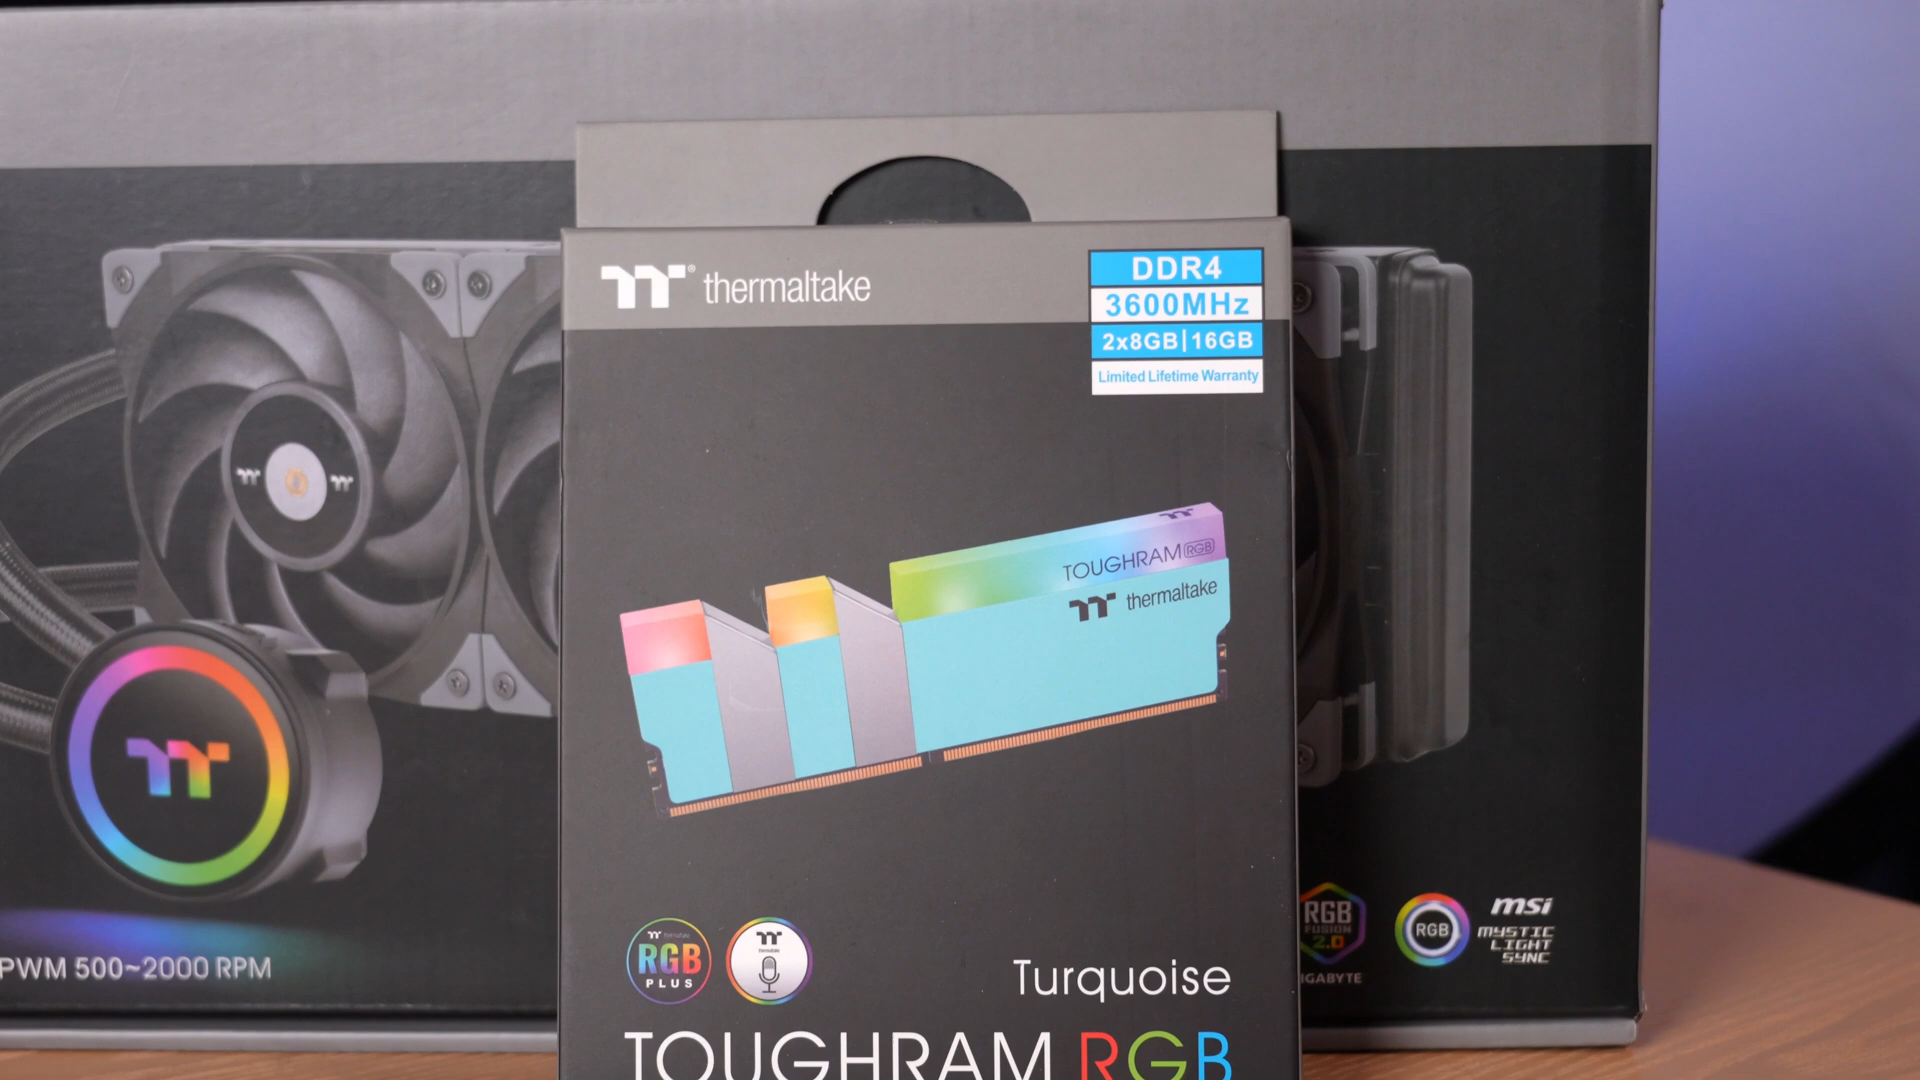 thermaltake
DDR4
3600MHz
2x8GB|16GB
Limited Lifetime Warranty
TOUGHRAM RGB
thermaltake
RGB
PLUS
Turquoise
TOUGHRAM RGB
PWM 500~2000 RPM
RGB
FUSION
2.0
IGABYTE
RGB
msi
MYSTIC
LIGHT
SYNC